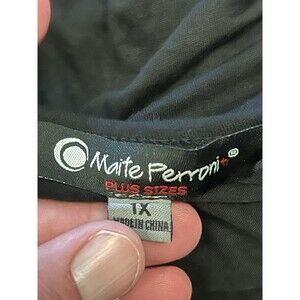 Maite Perroni®
PLUS SIZES
1X
MADE IN CHINA